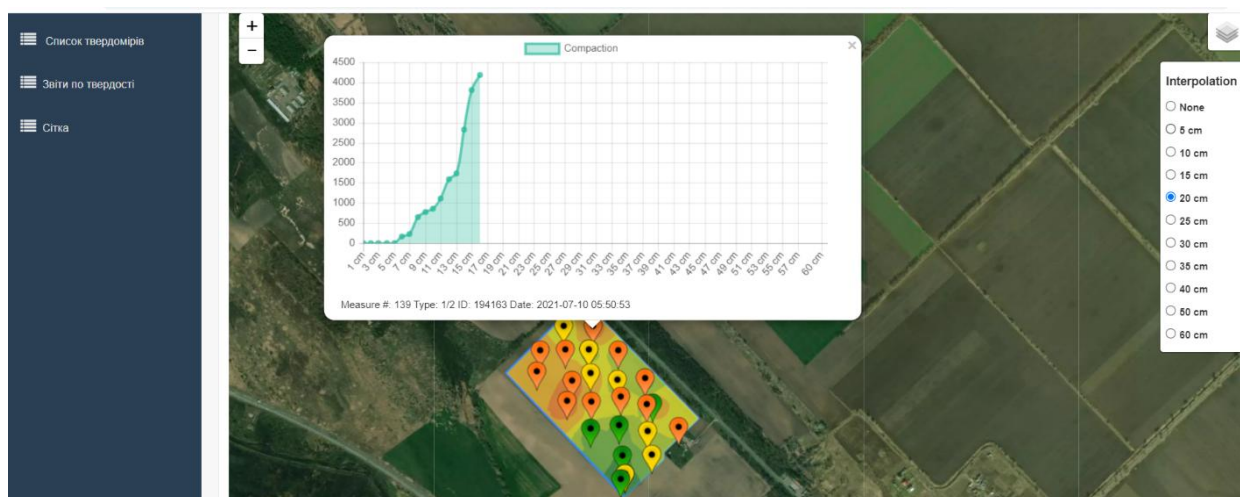 Список твердомірів
Звіти по твердості
Сітка
+
−
Compaction
×
4500
4000
3500
3000
2500
2000
1500
1000
500
0
1 cm
3 cm
5 cm
7 cm
9 cm
11 cm
13 cm
15 cm
17 cm
19 cm
21 cm
23 cm
25 cm
27 cm
29 cm
31 cm
33 cm
35 cm
37 cm
39 cm
41 cm
43 cm
45 cm
47 cm
49 cm
51 cm
53 cm
55 cm
57 cm
60 cm
Measure #: 139 Type: 1/2 ID: 194163 Date: 2021-07-10 05:50:53
Interpolation
None
5 cm
10 cm
15 cm
20 cm
25 cm
30 cm
35 cm
40 cm
50 cm
60 cm